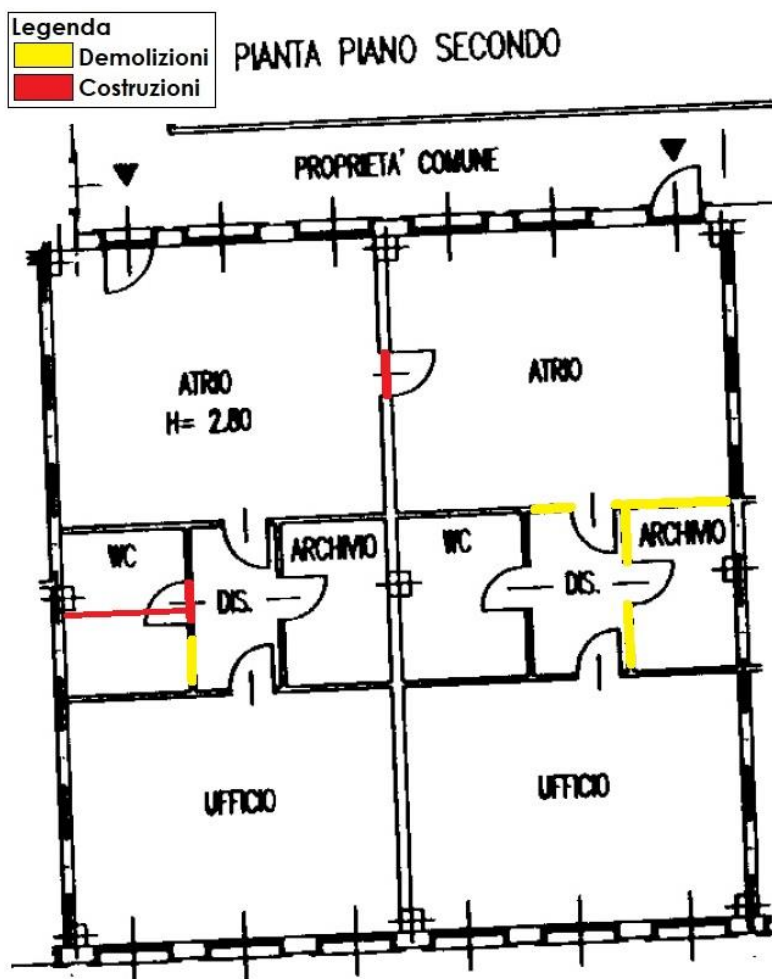 Legenda
Demolizioni
Costruzioni
PIANTA PIANO SECONDO
PROPRIETA' COMUNE
ATRIO
H= 2.80
ATRIO
WC
DIS.
ARCHIVIO
WC
DIS.
ARCHIVIO
UFFICIO
UFFICIO